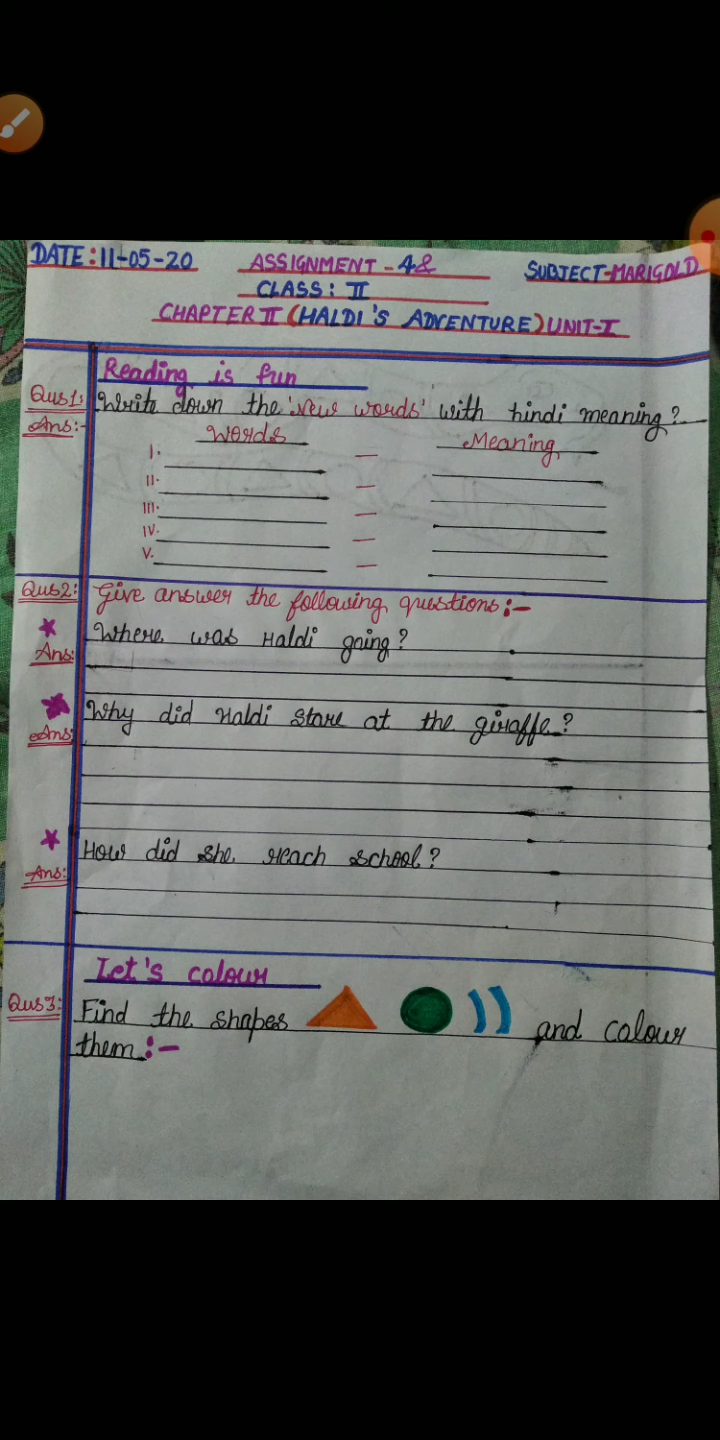 DATE: 11-05-20 ASSIGNMENT - 4& SUBJECT-MARIGOLD
CLASS: II
CHAPTER II (HALDI'S ADVENTURE) UNIT-I
Reading is fun
Qus1: Write down the 'New words' with hindi meaning?
Ans:- Words Meaning
I. —
II. —
III. —
IV. —
V. —
Qus2: Give answer the following questions:-
Where was Haldi going?
Ans:
Why did Haldi stare at the giraffe?
Ans:
How did she reach school?
Ans:
Let's colour
Qus3: Find the shapes and colour
them:-